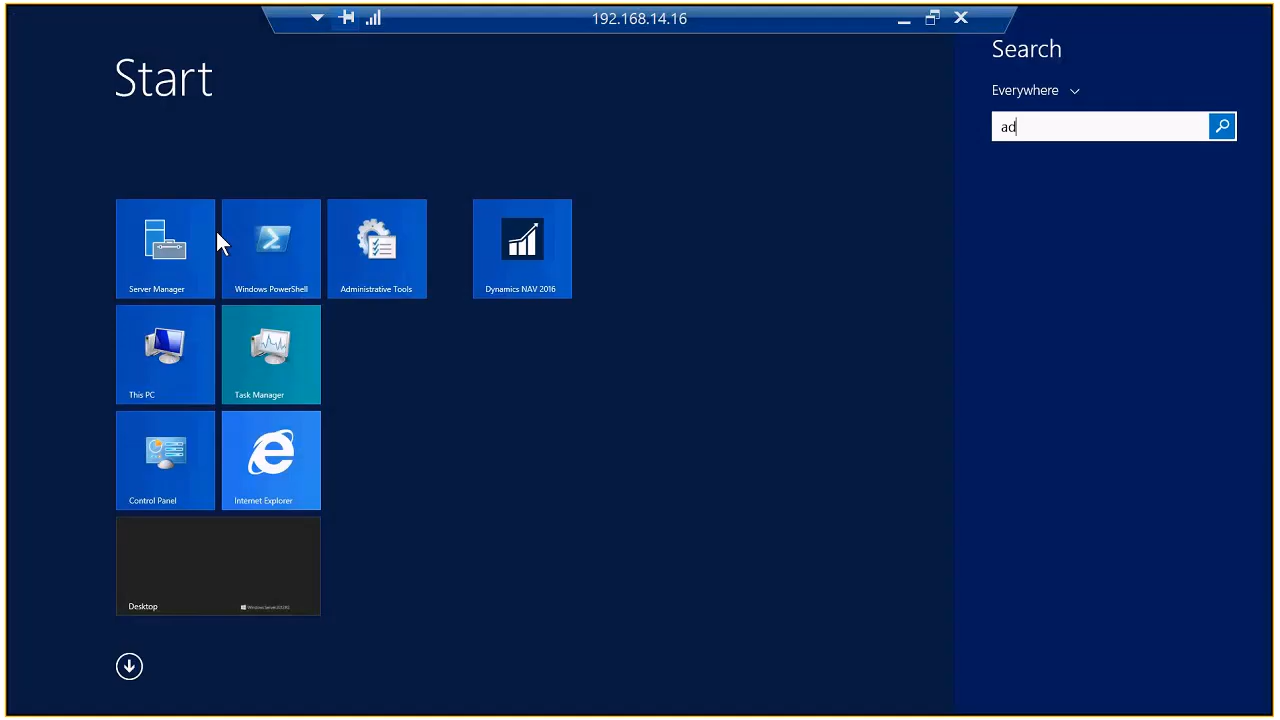 192.168.14.16
Start
Search
Everywhere
ad
Server Manager
Windows PowerShell
Administrative Tools
Dynamics NAV 2016
This PC
Task Manager
Control Panel
Internet Explorer
Desktop